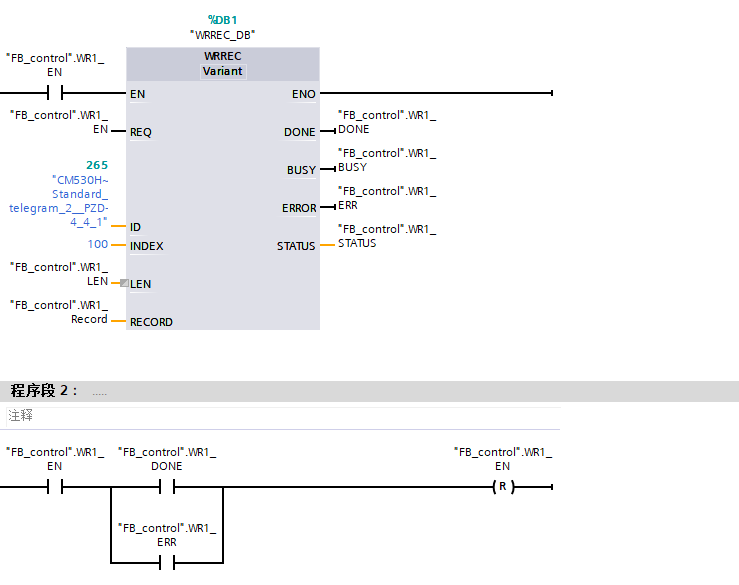 %DB1
"WRREC_DB"
"FB_control".WR1_
EN
WRREC
Variant
EN
ENO
"FB_control".WR1_
EN
REQ
DONE
"FB_control".WR1_
DONE
BUSY
"FB_control".WR1_
BUSY
265
"CM530H~
Standard_
telegram_2__PZD-
4_4_1"
ID
ERROR
"FB_control".WR1_
ERR
100
INDEX
STATUS
"FB_control".WR1_
STATUS
"FB_control".WR1_
LEN
LEN
"FB_control".WR1_
Record
RECORD
程序段 2： .....
注释
"FB_control".WR1_
EN
"FB_control".WR1_
DONE
"FB_control".WR1_
EN
R
"FB_control".WR1_
ERR